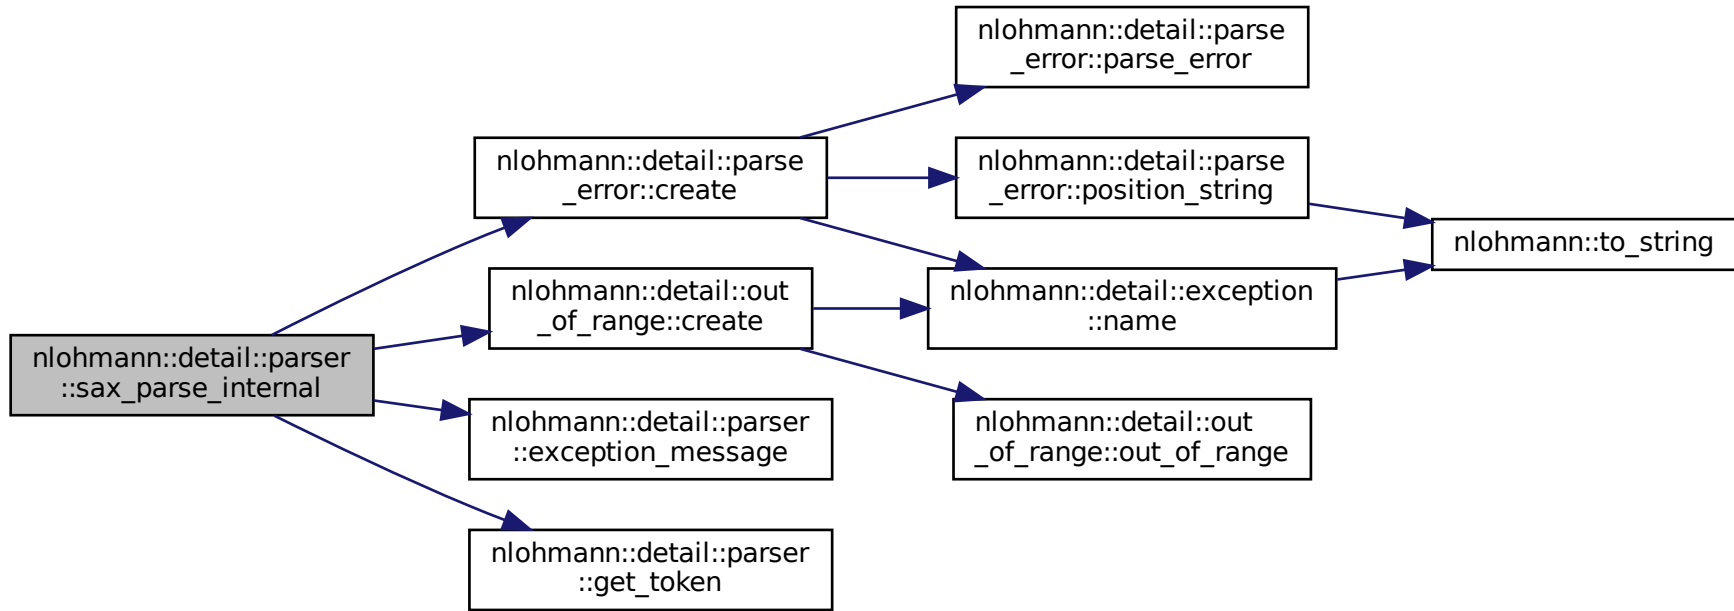 nlohmann::detail::parser
::sax_parse_internal
nlohmann::detail::parse
_error::create
nlohmann::detail::out
_of_range::create
nlohmann::detail::parser
::exception_message
nlohmann::detail::parser
::get_token
nlohmann::detail::parse
_error::parse_error
nlohmann::detail::parse
_error::position_string
nlohmann::detail::exception
::name
nlohmann::detail::out
_of_range::out_of_range
nlohmann::to_string